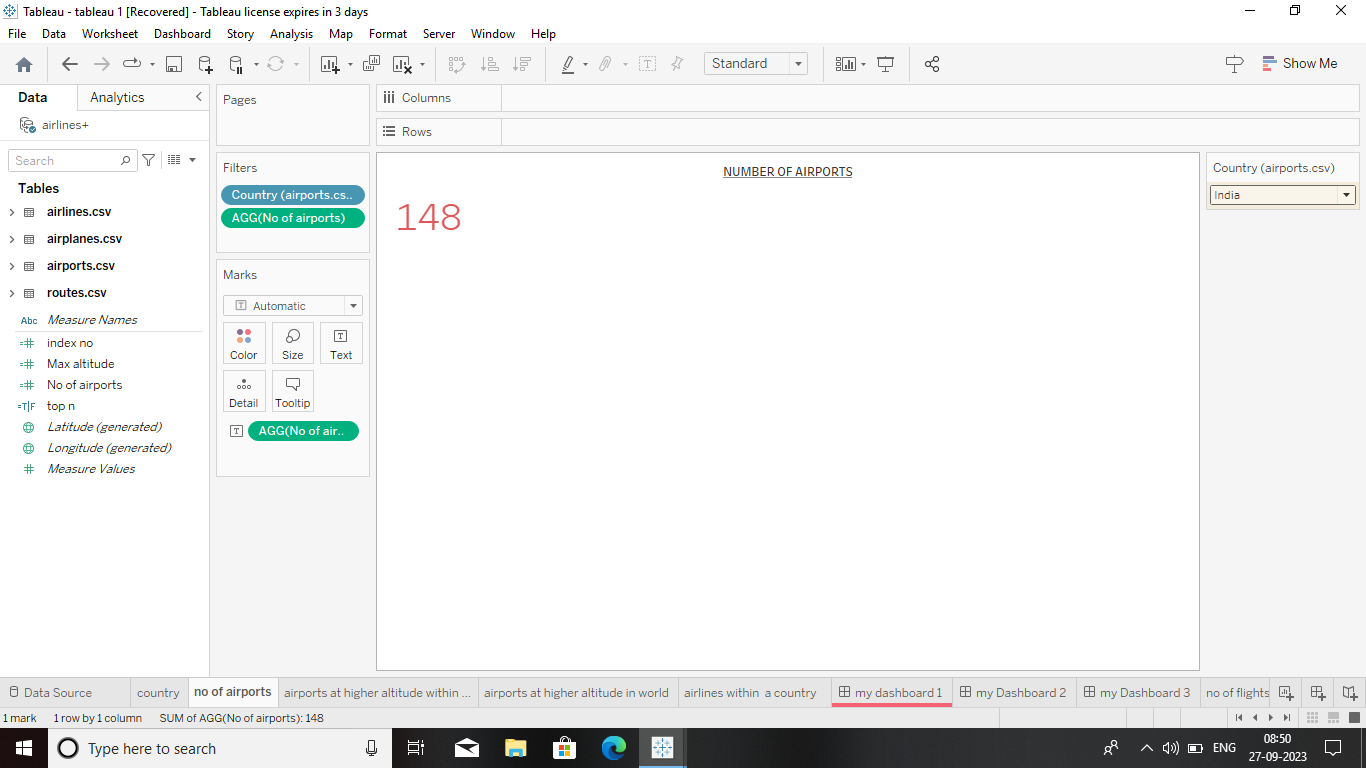 Tableau - tableau 1 [Recovered] - Tableau license expires in 3 days
File Data Worksheet Dashboard Story Analysis Map Format Server Window Help
Standard
Show Me
Data Analytics
airlines+
Search
Tables
airlines.csv
airplanes.csv
airports.csv
routes.csv
Abc Measure Names
index no
Max altitude
No of airports
=T|F top n
Latitude (generated)
Longitude (generated)
Measure Values
Pages
Filters
Country (airports.cs..
AGG(No of airports)
Marks
Automatic
Color Size Text
Detail Tooltip
AGG(No of air..
Columns
Rows
NUMBER OF AIRPORTS
148
Country (airports.csv)
India
Data Source country no of airports airports at higher altitude within ... airports at higher altitude in world airlines within a country my dashboard 1 my Dashboard 2 my Dashboard 3 no of flights
1 mark 1 row by 1 column SUM of AGG(No of airports): 148
Type here to search
ENG
08:50
27-09-2023